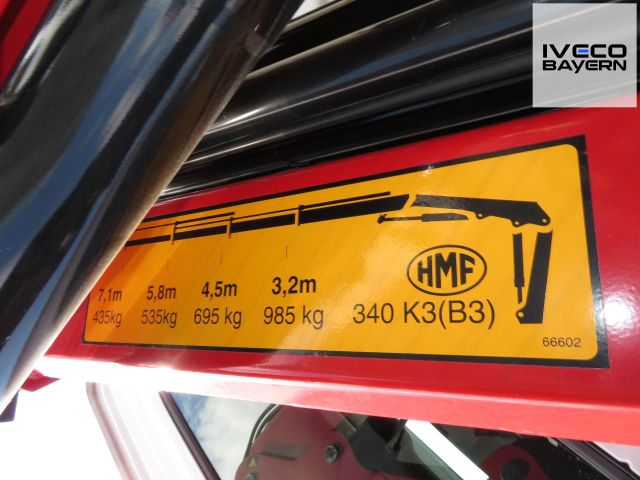 IVECO
BAYERN
HMF
7,1m 5,8m 4,5m 3,2m
435kg 535kg 695 kg 985 kg 340 K3(B3)
66602